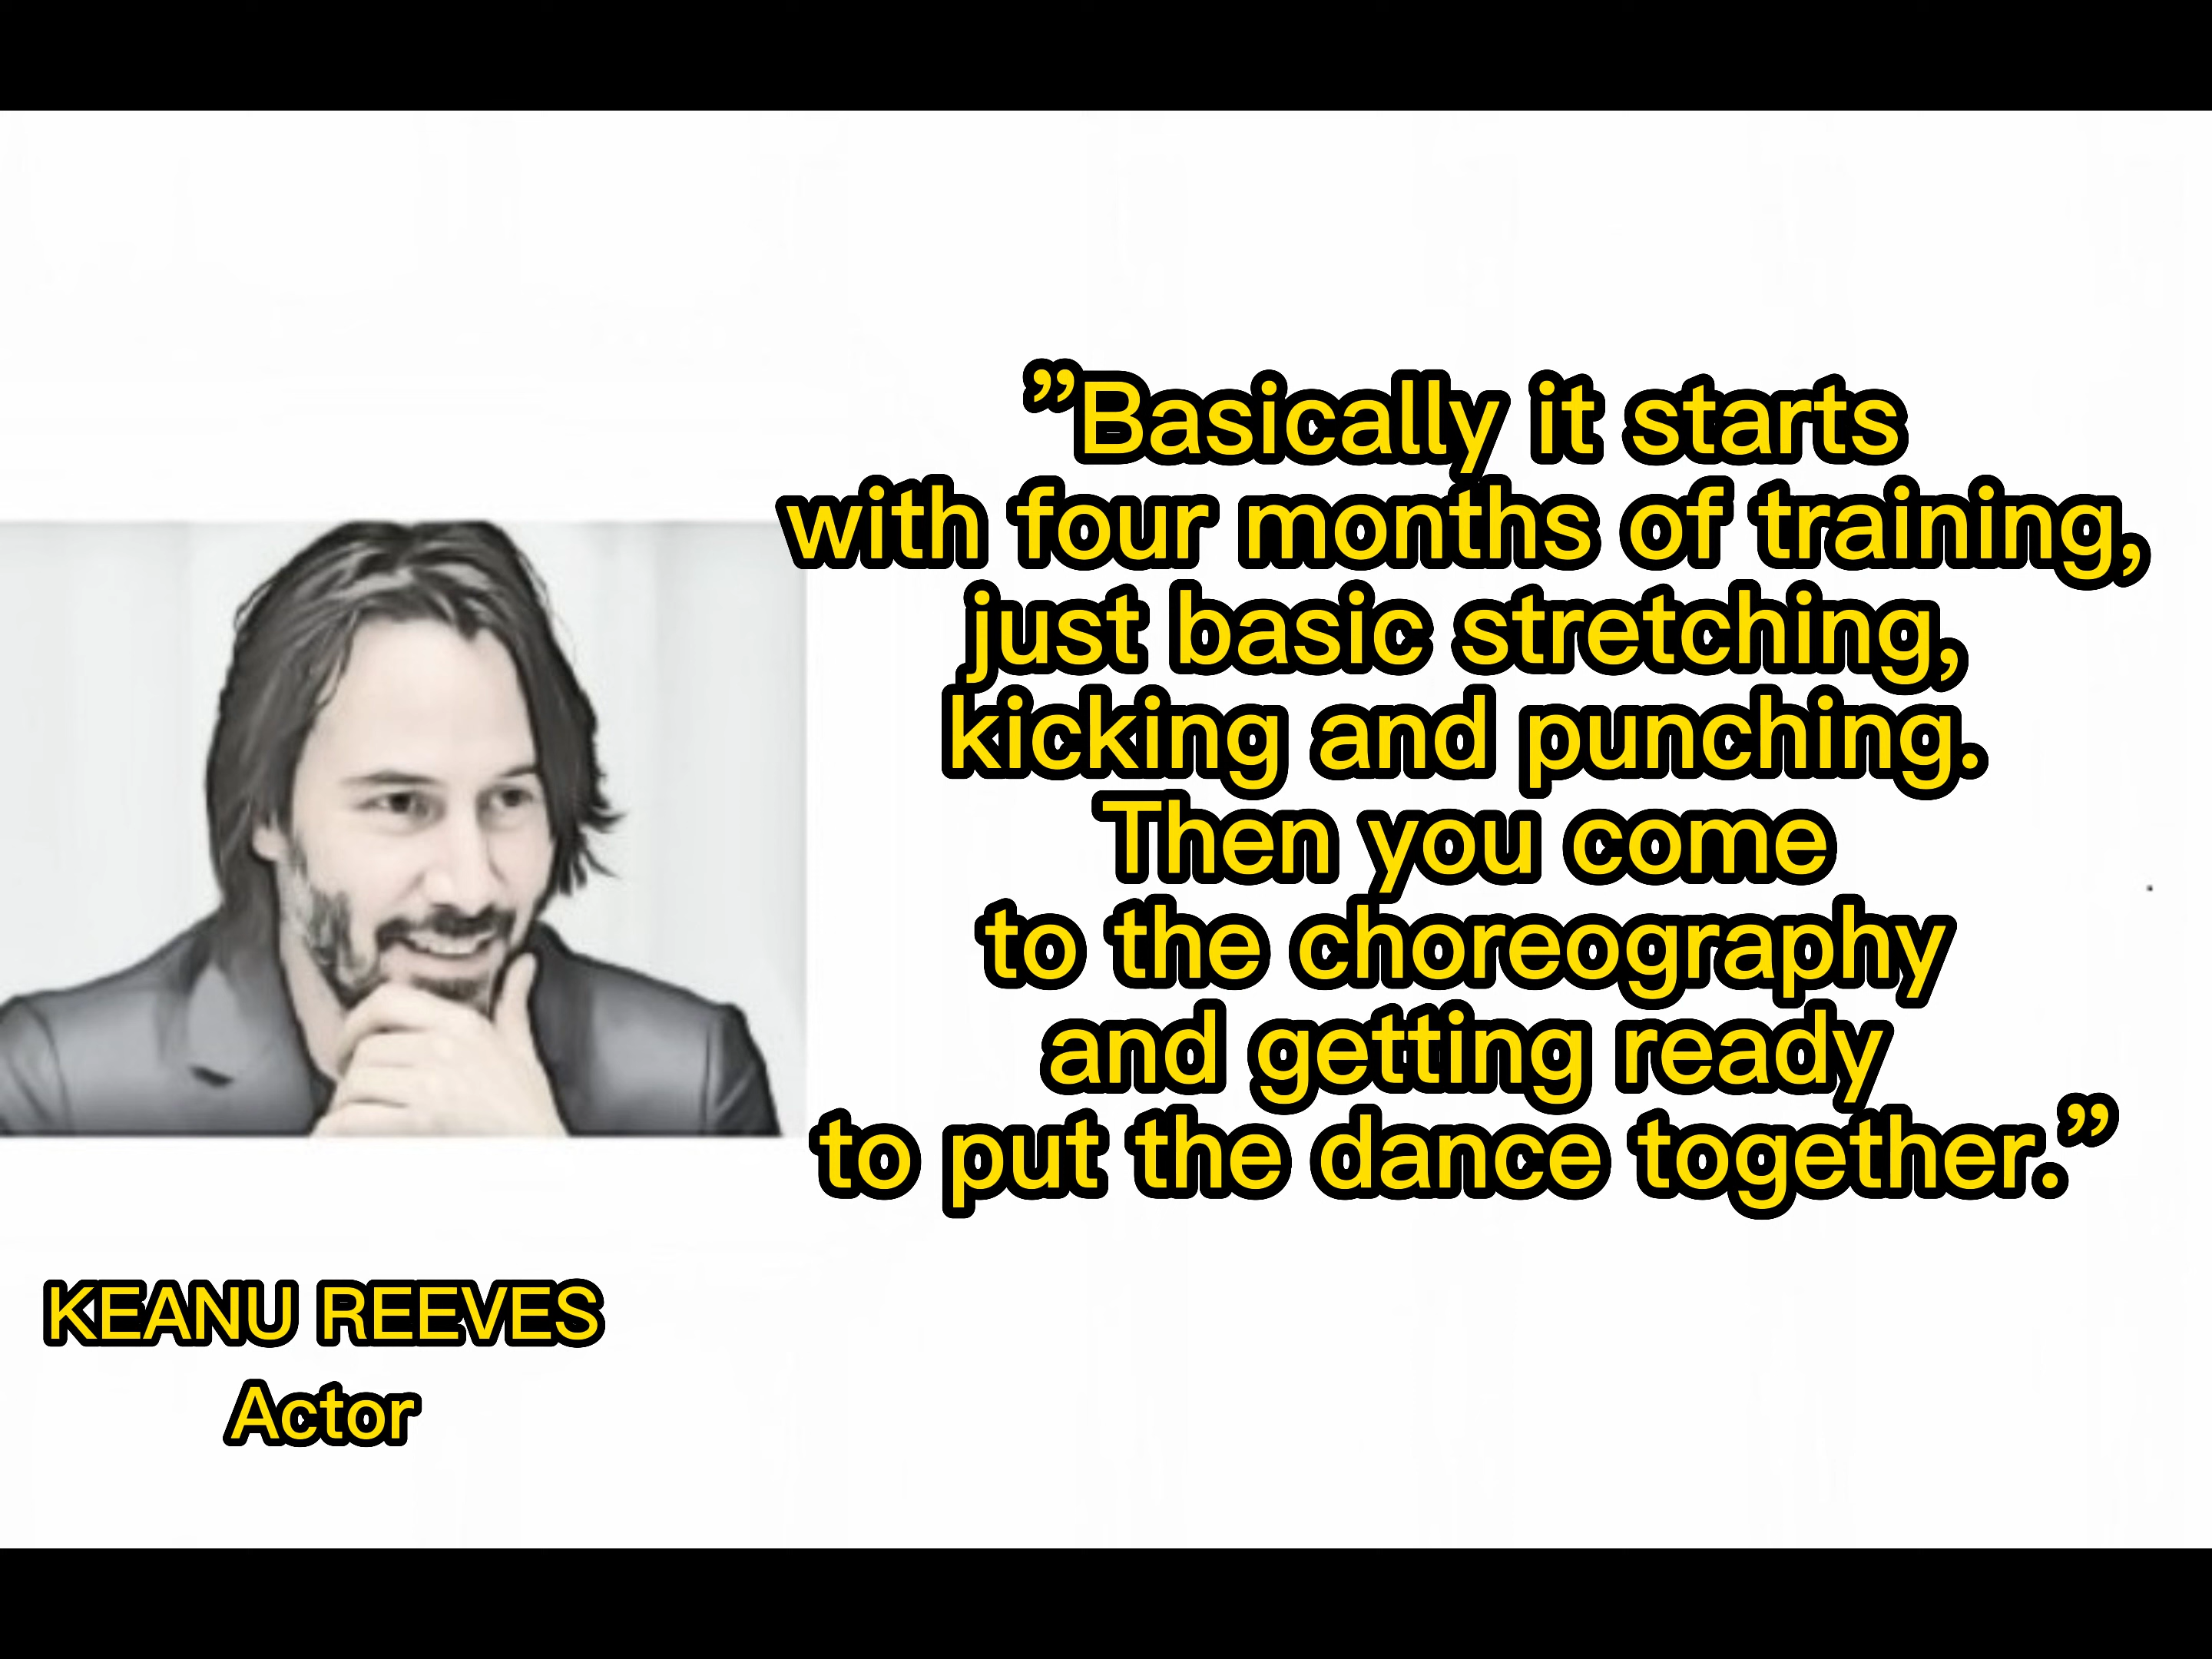 ”Basically it starts
with four months of training,
just basic stretching,
kicking and punching.
Then you come
to the choreography
and getting ready
to put the dance together.”
KEANU REEVES
Actor